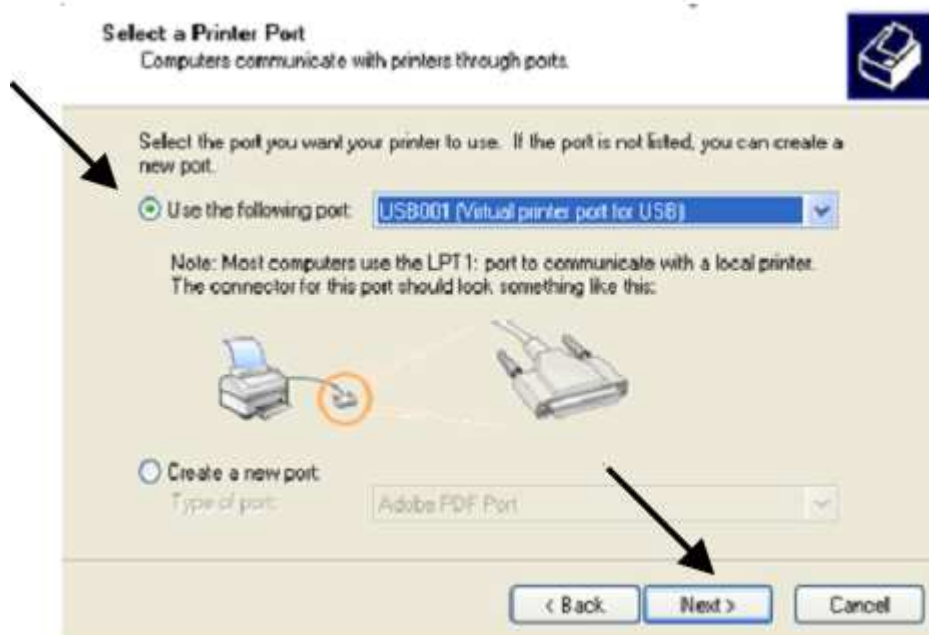 Select a Printer Port
Computers communicate with printers through ports.
Select the port you want your printer to use. If the port is not listed, you can create a
new port.
Use the following port: USB001 (Virtual printer port for USB)
Note: Most computers use the LPT1: port to communicate with a local printer.
The connector for this port should look something like this:
Create a new port.
Type of port: Adobe PDF Port
< Back Next > Cancel